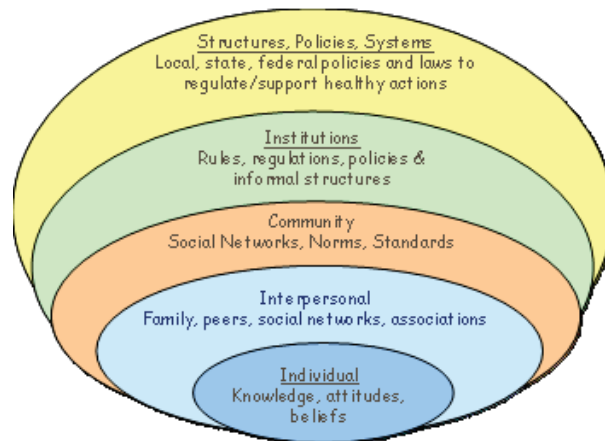 Structures, Policies, Systems
Local, state, federal policies and laws to
regulate/support healthy actions
Institutions
Rules, regulations, policies &
informal structures
Community
Social Networks, Norms, Standards
Interpersonal
Family, peers, social networks, associations
Individual
Knowledge, attitudes,
beliefs